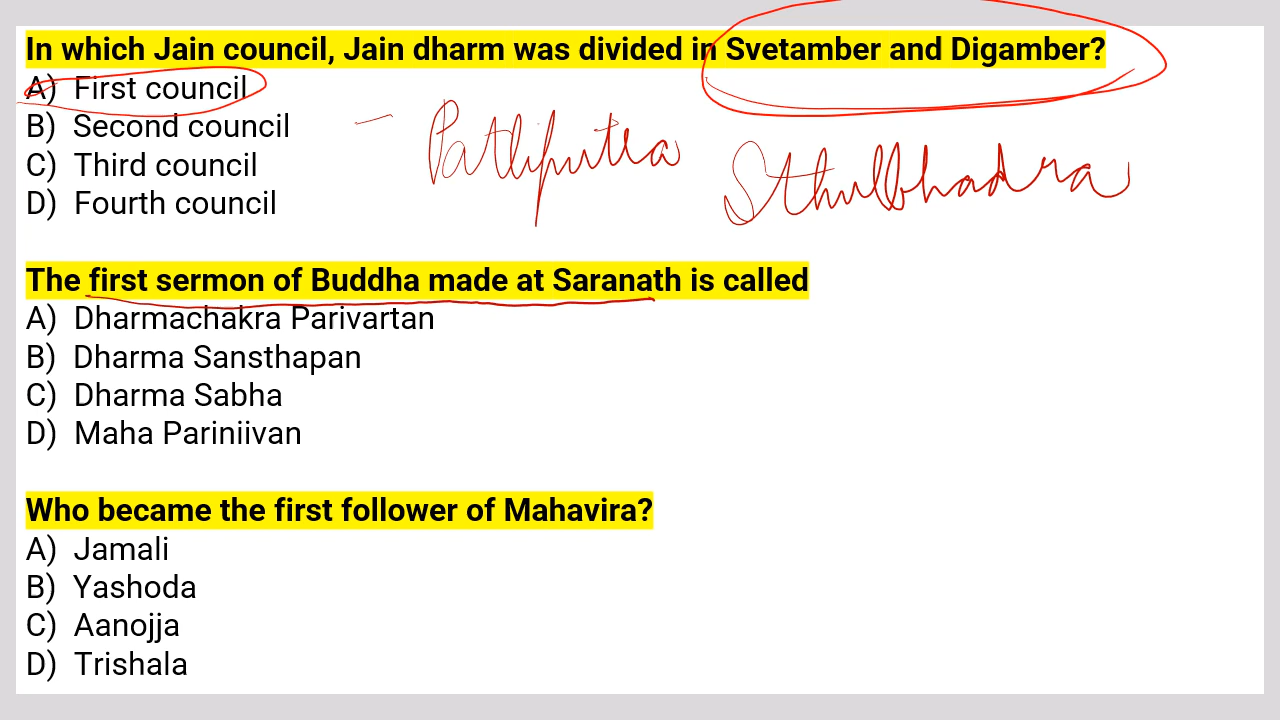 In which Jain council, Jain dharm was divided in Svetamber and Digamber?
A) First council
B) Second council
C) Third council
D) Fourth council
Patliputra Sthulbhadra
The first sermon of Buddha made at Saranath is called
A) Dharmachakra Parivartan
B) Dharma Sansthapan
C) Dharma Sabha
D) Maha Pariniivan
Who became the first follower of Mahavira?
A) Jamali
B) Yashoda
C) Aanojja
D) Trishala